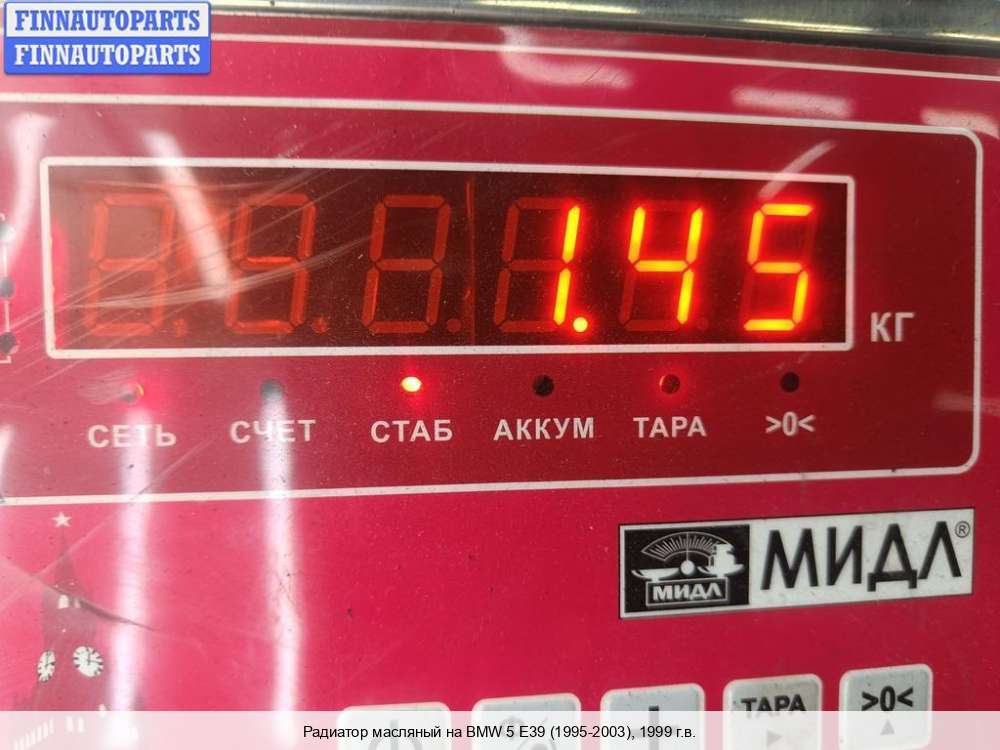 FINNAUTOPARTS
FINNAUTOPARTS
1.45
КГ
СЕТЬ СЧЕТ СТАБ АККУМ ТАРА >0<
МИДЛ
МИДЛ®
ТАРА >0<
Радиатор масляный на BMW 5 E39 (1995-2003), 1999 г.в.